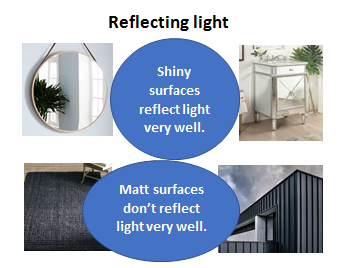 Reflecting light
Shiny
surfaces
reflect light
very well.
Matt surfaces
don't reflect
light very well.